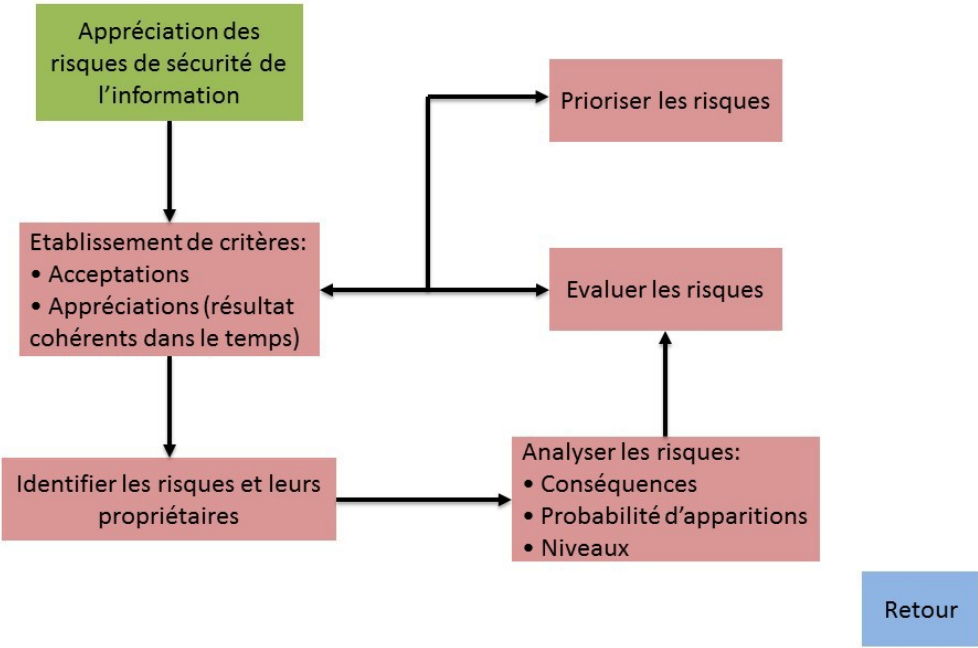 Appréciation des
risques de sécurité de
l'information
Prioriser les risques
Etablissement de critères:
• Acceptations
• Appréciations (résultat
cohérents dans le temps)
Evaluer les risques
Identifier les risques et leurs
propriétaires
Analyser les risques:
• Conséquences
• Probabilité d'apparitions
• Niveaux
Retour